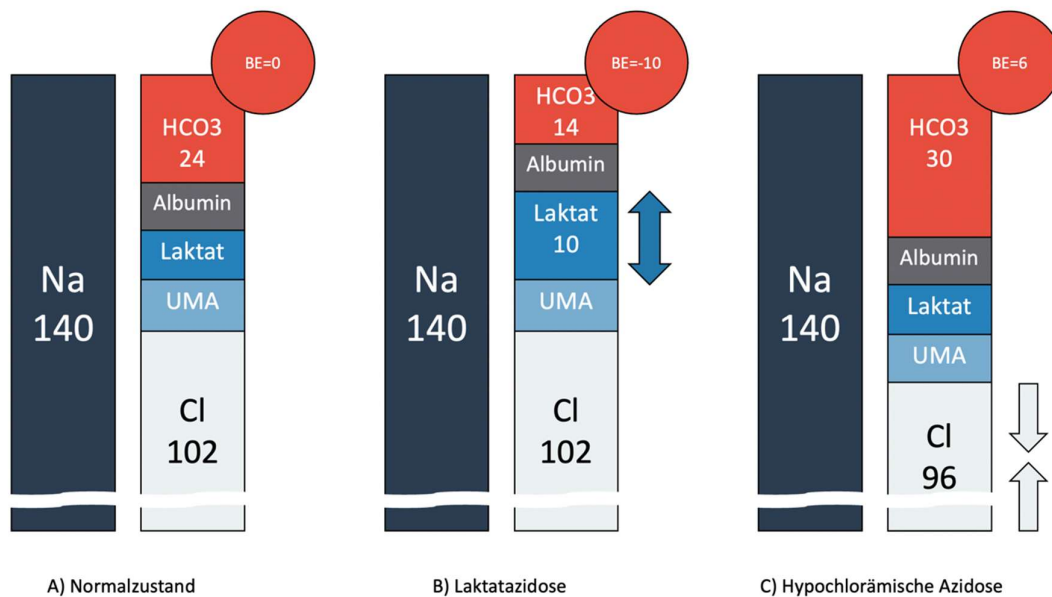 BE=0
HCO3
24
Albumin
Laktat
UMA
Na
140
Cl
102
A) Normalzustand
BE=-10
HCO3
14
Albumin
Laktat
10
UMA
Na
140
Cl
102
B) Laktatazidose
BE=6
HCO3
30
Albumin
Laktat
UMA
Na
140
Cl
96
C) Hypochlorämische Azidose